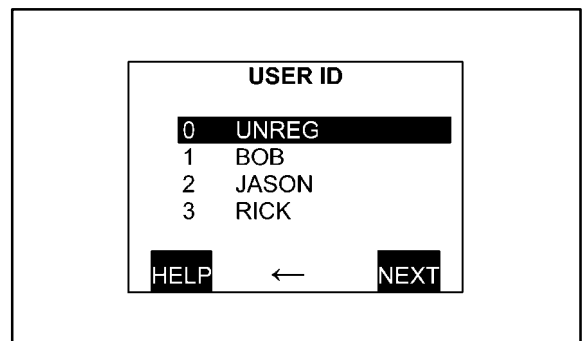 USER ID
0 UNREG
1 BOB
2 JASON
3 RICK
HELP ← NEXT